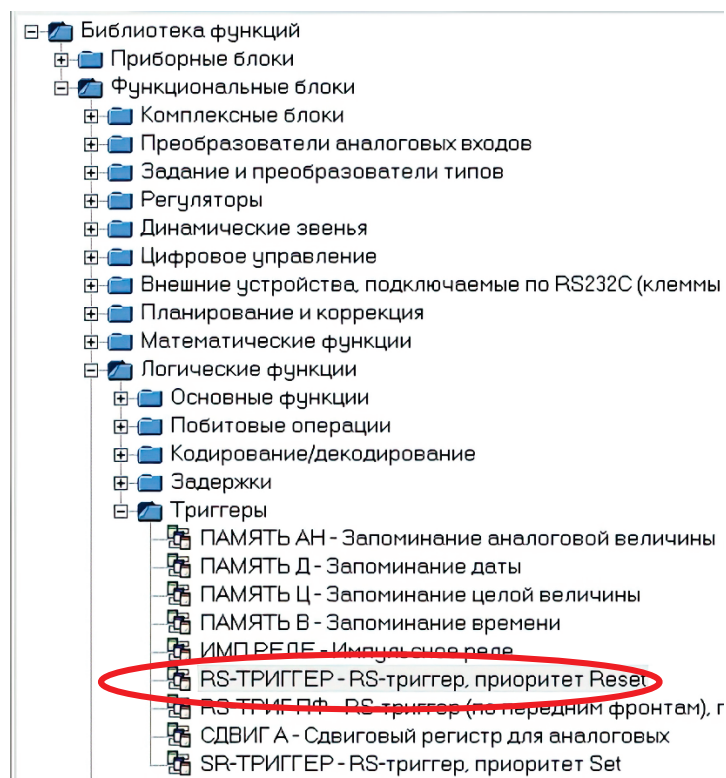 Библиотека функций
Приборные блоки
Функциональные блоки
Комплексные блоки
Преобразователи аналоговых входов
Задание и преобразователи типов
Регуляторы
Динамические звенья
Цифровое управление
Внешние устройства, подключаемые по RS232C (клеммы
Планирование и коррекция
Математические функции
Логические функции
Основные функции
Побитовые операции
Кодирование/декодирование
Задержки
Триггеры
ПАМЯТЬ АН - Запоминание аналоговой величины
ПАМЯТЬ Д - Запоминание даты
ПАМЯТЬ Ц - Запоминание целой величины
ПАМЯТЬ В - Запоминание времени
ИМП РЕЛЕ - Импульсное реле
RS-ТРИГГЕР - RS-триггер, приоритет Reset
RS-ТРИГ ПФ - RS-триггер (по передним фронтам), п
СДВИГ А - Сдвиговый регистр для аналоговых
SR-ТРИГГЕР - RS-триггер, приоритет Set